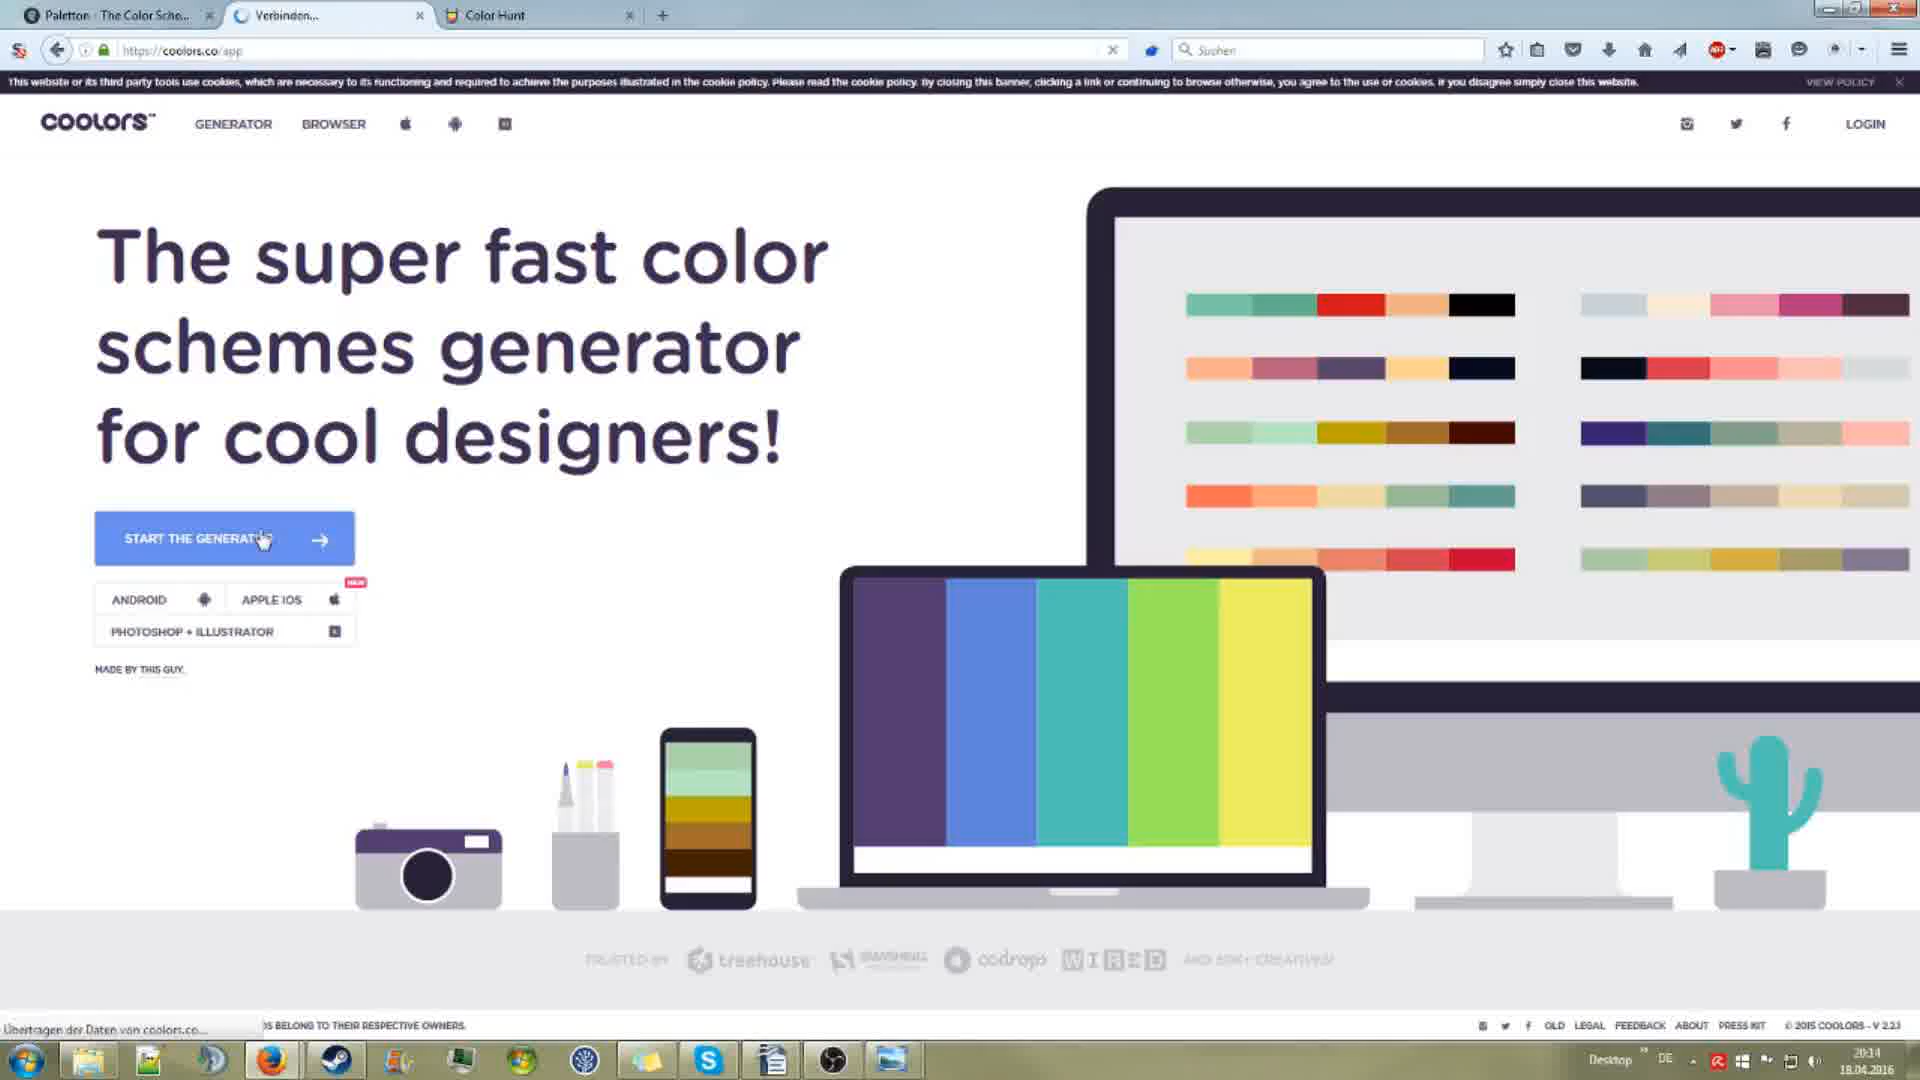 Paletton - The Color Sche...
Verbinden...
Color Hunt
https://coolors.co/app
Suchen
This website or its third party tools use cookies, which are necessary to its functioning and required to achieve the purposes illustrated in the cookie policy. Please read the cookie policy. By closing this banner, clicking a link or continuing to browse otherwise, you agree to the use of cookies. If you disagree simply close this website.
VIEW POLICY
COOLORS
GENERATOR
BROWSER
LOGIN
The super fast color
schemes generator
for cool designers!
START THE GENERAT
NEW
ANDROID
APPLE IOS
PHOTOSHOP + ILLUSTRATOR
MADE BY THIS GUY.
TRUSTED BY
treehouse
SMASHING
codrops
WIRED
Übertragen der Daten von coolors.co...
BELONG TO THEIR RESPECTIVE OWNERS.
OLD
LEGAL
FEEDBACK
ABOUT
PRESS KIT
© 2015 COOLORS - V 2.2.1
Desktop
DE
20:14
18.04.2016